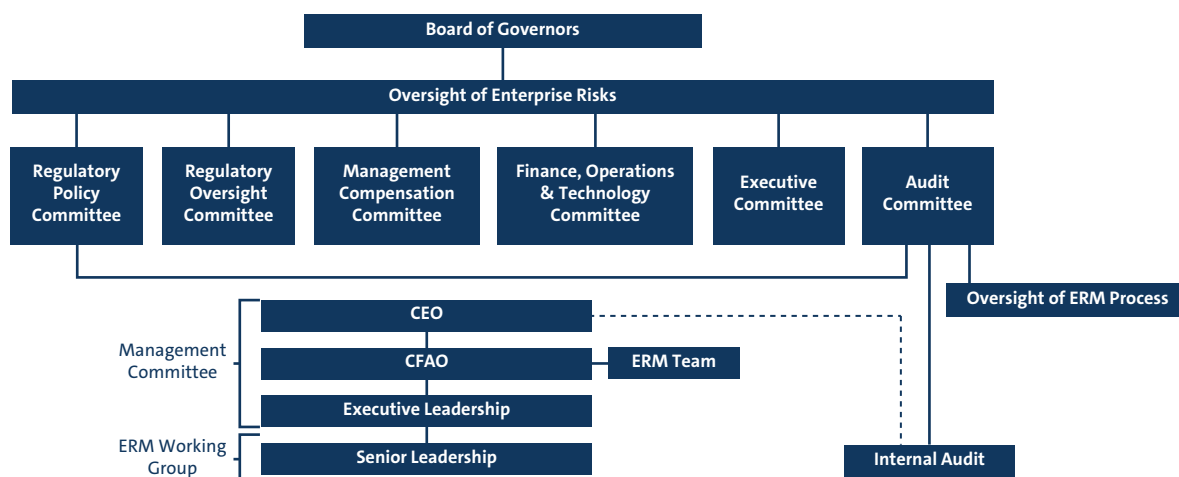 Board of Governors
Oversight of Enterprise Risks
Regulatory
Policy
Committee
Regulatory
Oversight
Committee
Management
Compensation
Committee
Finance, Operations
& Technology
Committee
Executive
Committee
Audit
Committee
Oversight of ERM Process
CEO
Management
Committee
CFAO
ERM Team
Executive Leadership
ERM Working
Group
Senior Leadership
Internal Audit